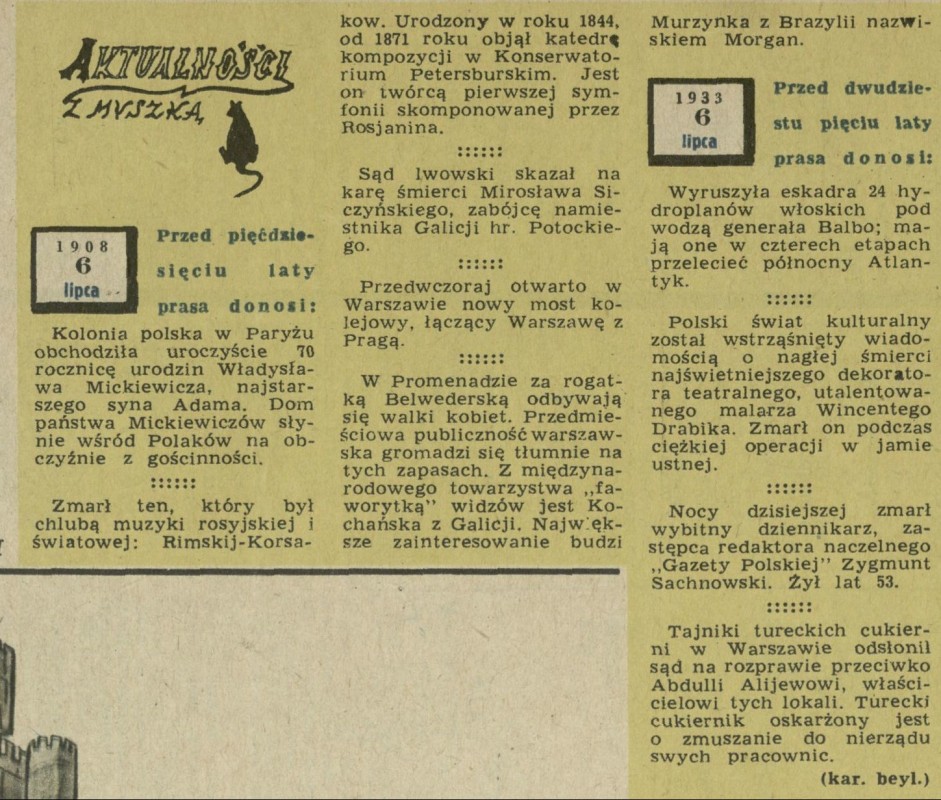 AKTUALNOŚCI
Z MYSZKĄ
1908
6
lipca
Przed pięćdzie-
sięciu laty
prasa donosi:
Kolonia polska w Paryżu
obchodziła uroczyście 70
rocznicę urodzin Władysła-
wa Mickiewicza, najstar-
szego syna Adama. Dom
państwa Mickiewiczów sły-
nie wśród Polaków na ob-
czyźnie z gościnności.
::::::
Zmarł ten, który był
chlubą muzyki rosyjskiej i
światowej: Rimskij-Korsa-
kow. Urodzony w roku 1844,
od 1871 roku objął katedrę
kompozycji w Konserwato-
rium Petersburskim. Jest
on twórcą pierwszej sym-
fonii skomponowanej przez
Rosjanina.
::::::
Sąd lwowski skazał na
karę śmierci Mirosława Si-
czyńskiego, zabójcę namie-
stnika Galicji hr. Potockie-
go.
::::::
Przedwczoraj otwarto w
Warszawie nowy most ko-
lejowy, łączący Warszawę z
Pragą.
::::::
W Promenadzie za rogat-
ką Belwederską odbywają
się walki kobiet. Przedmie-
ściowa publiczność warszaw-
ska gromadzi się tłumnie na
tych zapasach. Z międzyna-
rodowego towarzystwa „fa-
worytką" widzów jest Ko-
chańska z Galicji. Najwięk-
sze zainteresowanie budzi
Murzynka z Brazylii nazwi-
skiem Morgan.
1933
6
lipca
Przed dwudzie-
stu pięciu laty
prasa donosi:
Wyruszyła eskadra 24 hy-
droplanów włoskich pod
wodzą generała Balbo; ma-
ją one w czterech etapach
przelecieć północny Atlan-
tyk.
::::::
Polski świat kulturalny
został wstrząśnięty wiado-
mością o nagłej śmierci
najświetniejszego dekorato-
ra teatralnego, utalentowa-
nego malarza Wincentego
Drabika. Zmarł on podczas
ciężkiej operacji w jamie
ustnej.
::::::
Nocy dzisiejszej zmarł
wybitny dziennikarz, za-
stępca redaktora naczelnego
„Gazety Polskiej" Zygmunt
Sachnowski. Żył lat 53.
::::::
Tajniki tureckich cukier-
ni w Warszawie odsłonił
sąd na rozprawie przeciwko
Abdulli Alijewowi, właści-
cielowi tych lokali. Turecki
cukiernik oskarżony jest
o zmuszanie do nierządu
swych pracownic.
(kar. beyl.)